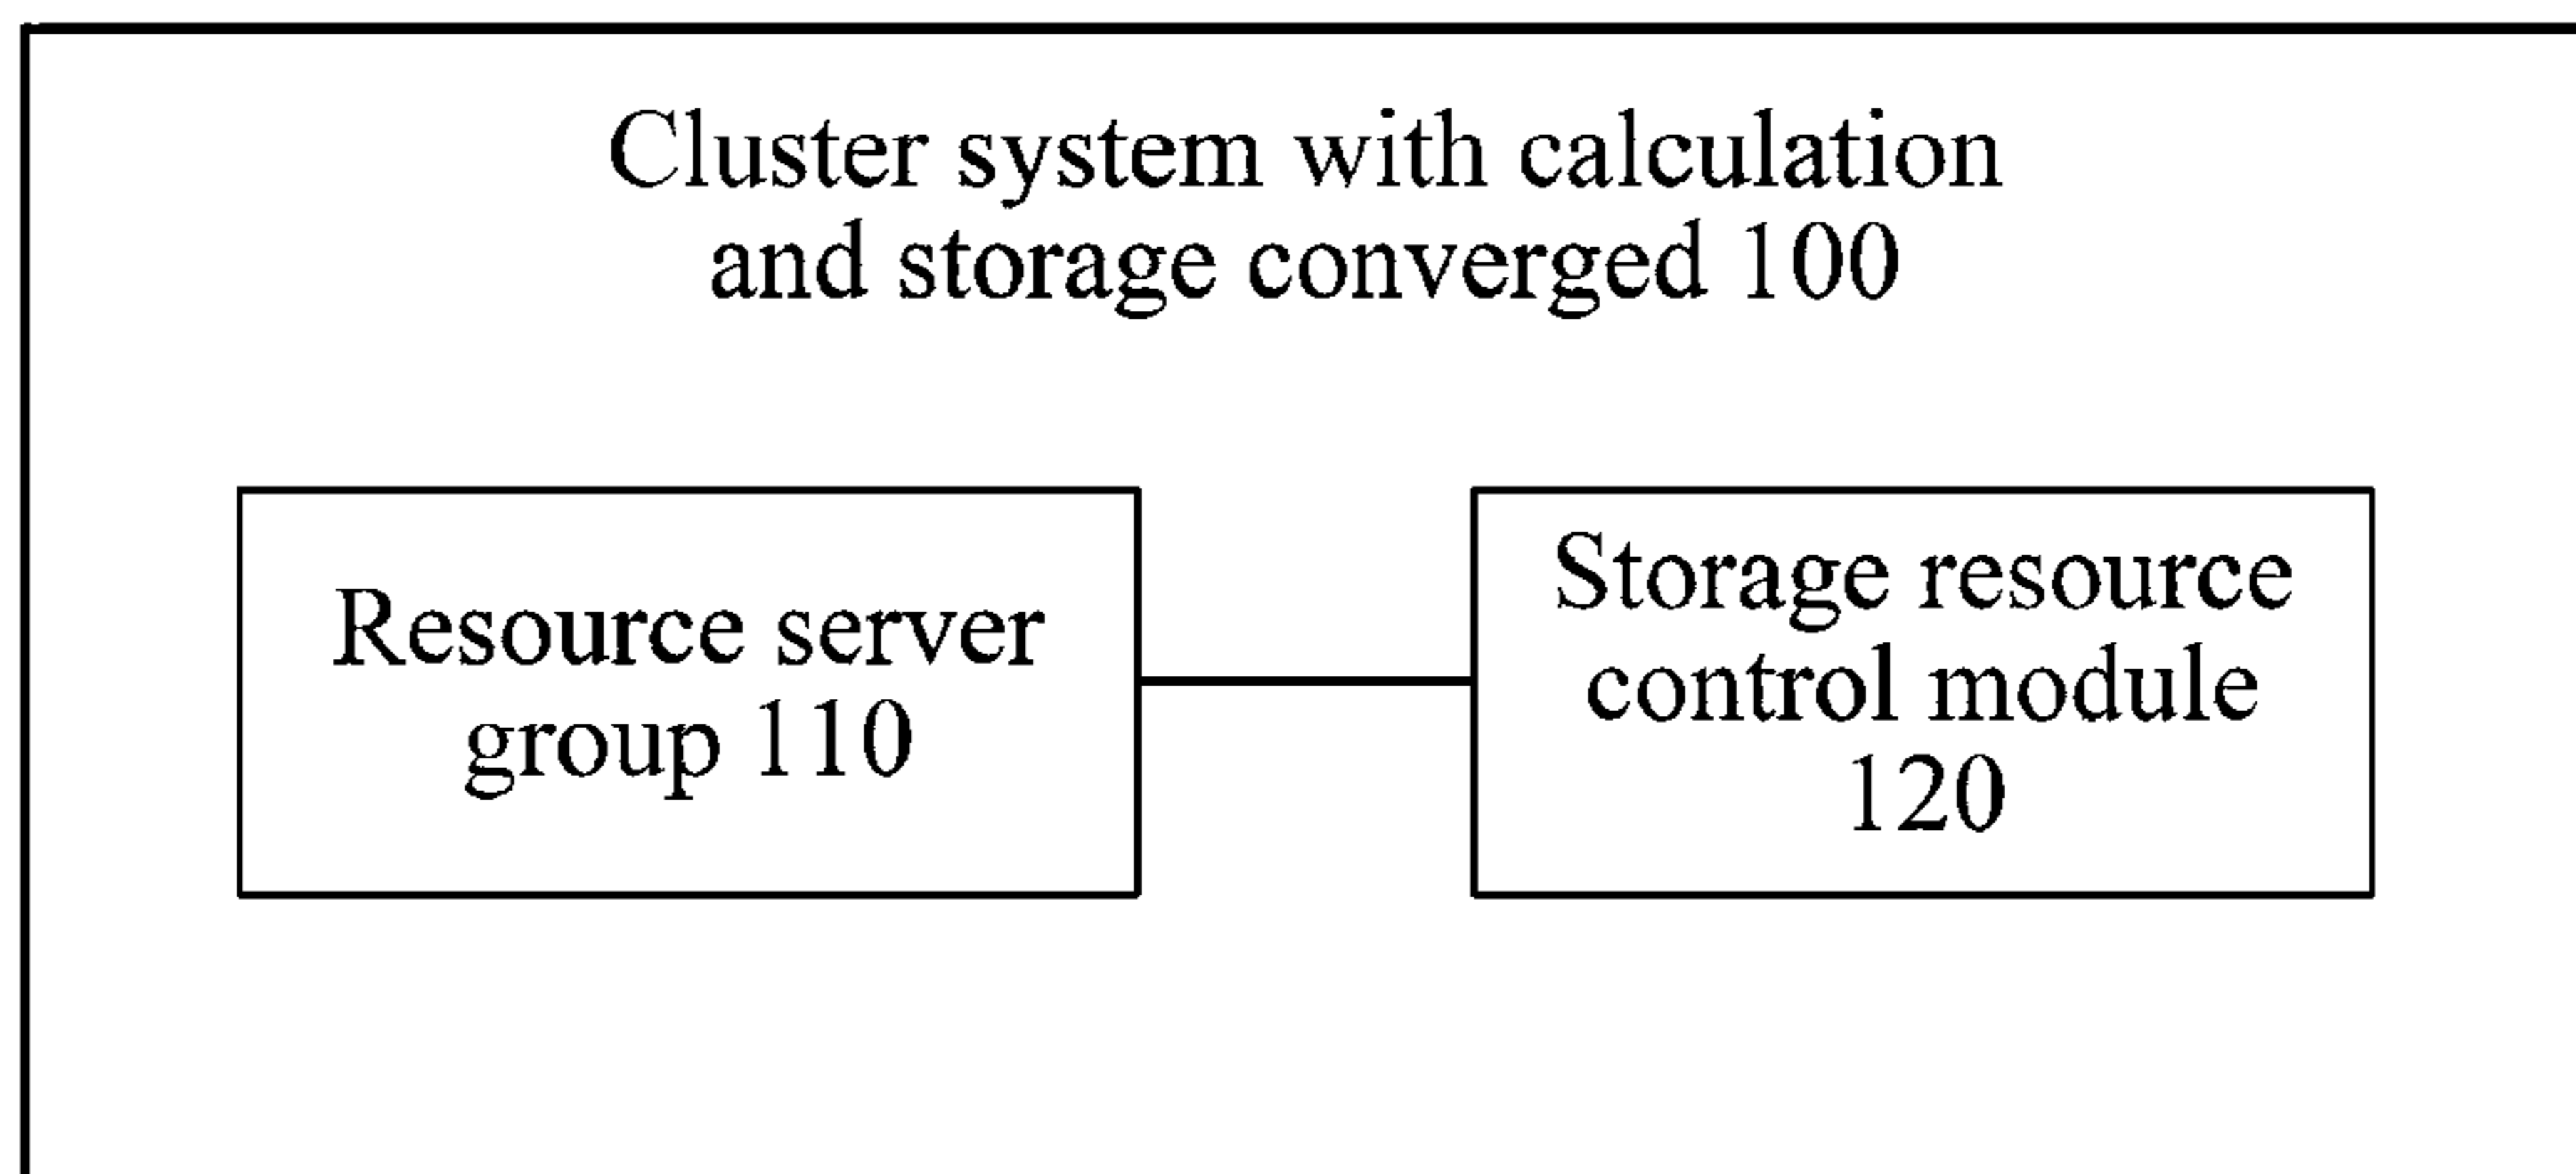 Cluster system with calculation
and storage converged 100
Resource server
group 110
Storage resource
control module
120